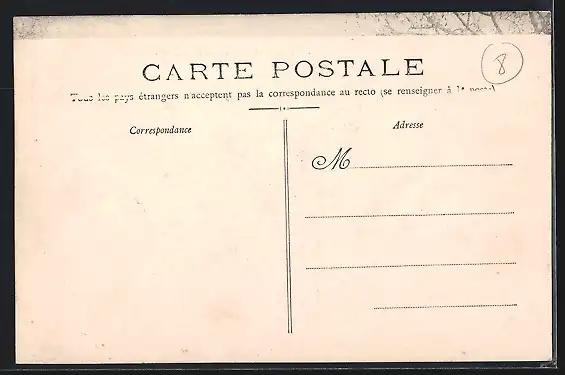 CARTE POSTALE
8
Tous les pays étrangers n'acceptent pas la correspondance au recto (se renseigner à la poste)
Correspondance
Adresse
M